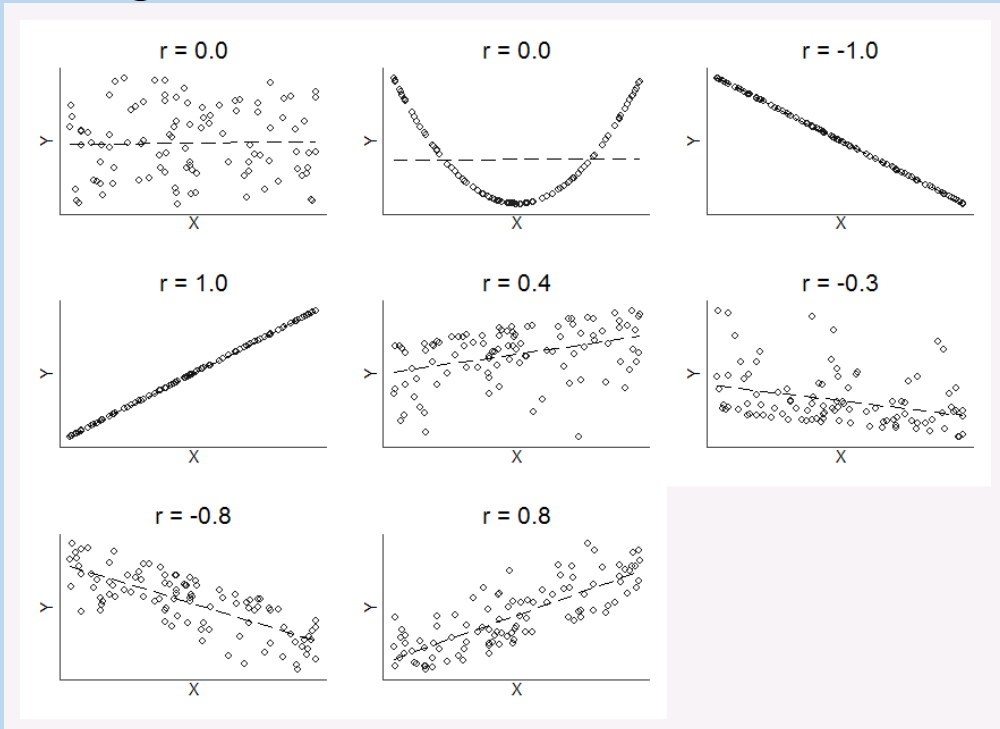 r = 0.0
r = 0.0
r = -1.0
Y
Y
Y
X
X
X
r = 1.0
r = 0.4
r = -0.3
Y
Y
Y
X
X
X
r = -0.8
r = 0.8
Y
Y
X
X